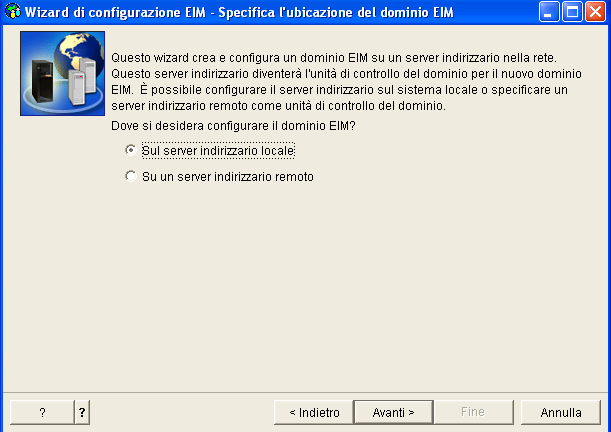 Wizard di configurazione EIM - Specifica l'ubicazione del dominio EIM
Questo wizard crea e configura un dominio EIM su un server indirizzario nella rete.
Questo server indirizzario diventerà l'unità di controllo del dominio per il nuovo dominio
EIM. È possibile configurare il server indirizzario sul sistema locale o specificare un
server indirizzario remoto come unità di controllo del dominio.
Dove si desidera configurare il dominio EIM?
Sul server indirizzario locale
Su un server indirizzario remoto
? ? < Indietro Avanti > Fine Annulla